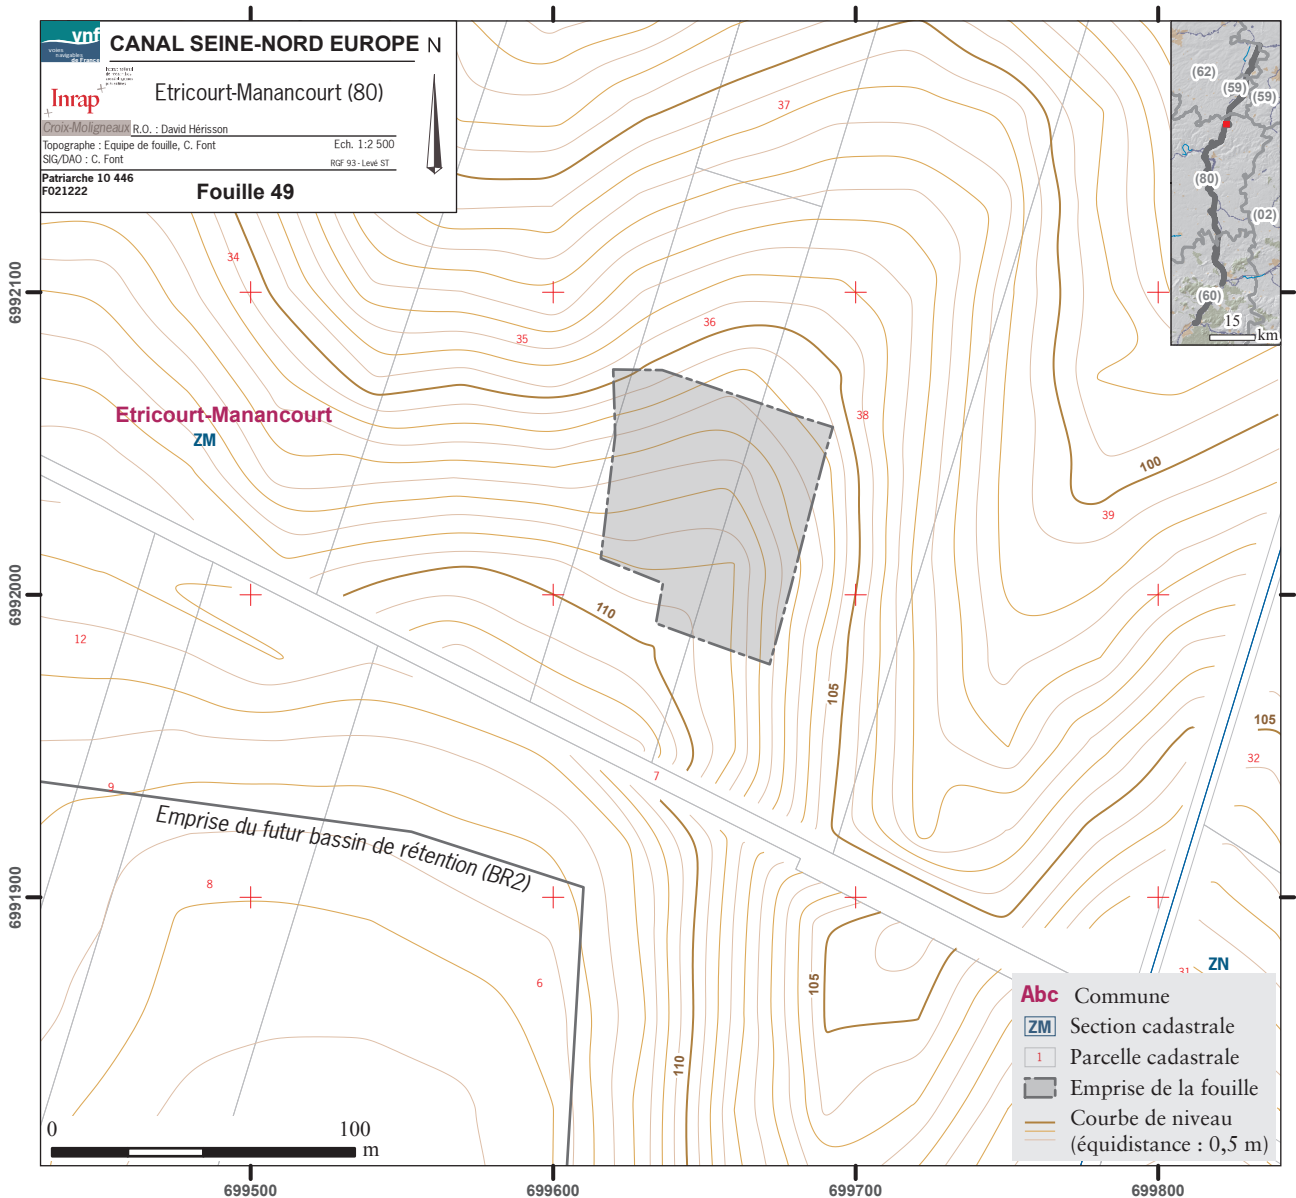 vnf
voies
navigables
de France
CANAL SEINE-NORD EUROPE
N
Inrap
Etricourt-Manancourt (80)
Croix-Moligneaux R.O. : David Hérisson
Topographe : Equipe de fouille, C. Font
Ech. 1:2 500
SIG/DAO : C. Font
RGF 93 - Levé ST
Patriarche 10 446
F021222
Fouille 49
(62)
(59)
(59)
(80)
(02)
(60)
15
km
37
34
36
35
38
39
Etricourt-Manancourt
ZM
100
110
12
105
105
32
7
9
Emprise du futur bassin de rétention (BR2)
8
6
105
110
ZN
31
Abc Commune
ZM Section cadastrale
1 Parcelle cadastrale
Emprise de la fouille
Courbe de niveau
(équidistance : 0,5 m)
0 100
m
6992100
6992000
6991900
699500 699600 699700 699800